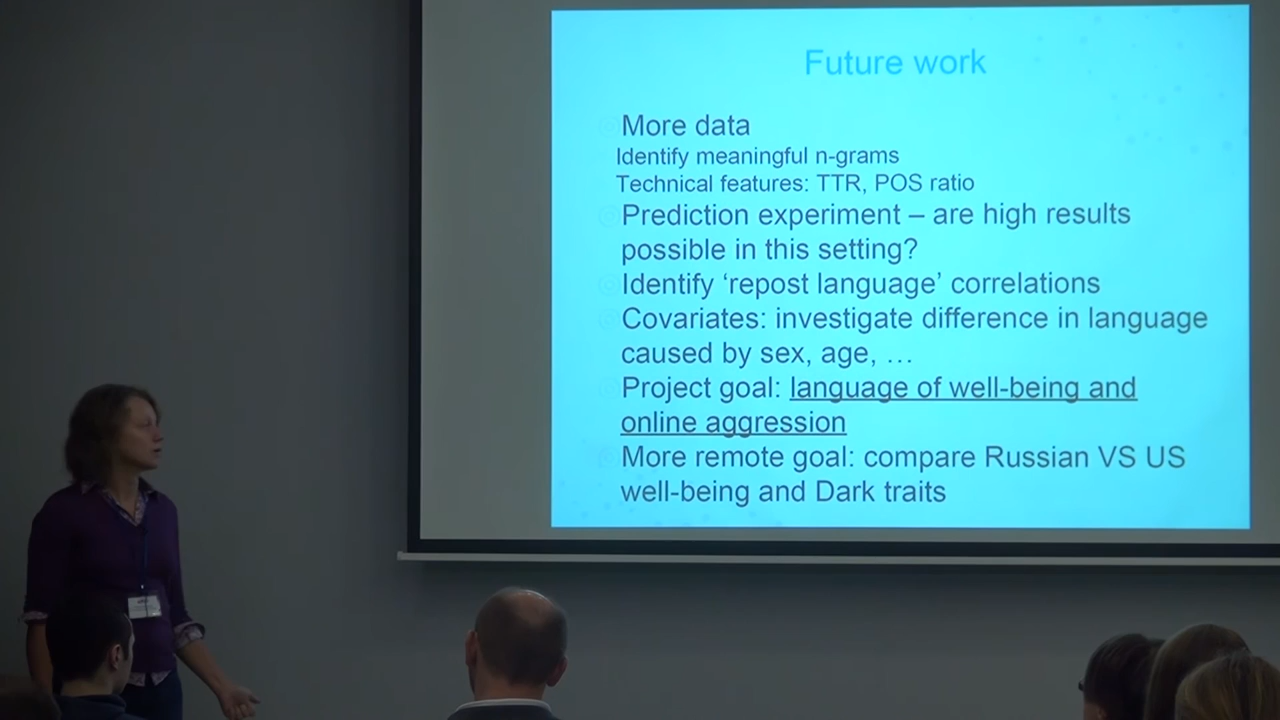 Future work
More data
Identify meaningful n-grams
Technical features: TTR, POS ratio
Prediction experiment – are high results
possible in this setting?
Identify ‘repost language’ correlations
Covariates: investigate difference in language
caused by sex, age, …
Project goal: language of well-being and
online aggression
More remote goal: compare Russian VS US
well-being and Dark traits